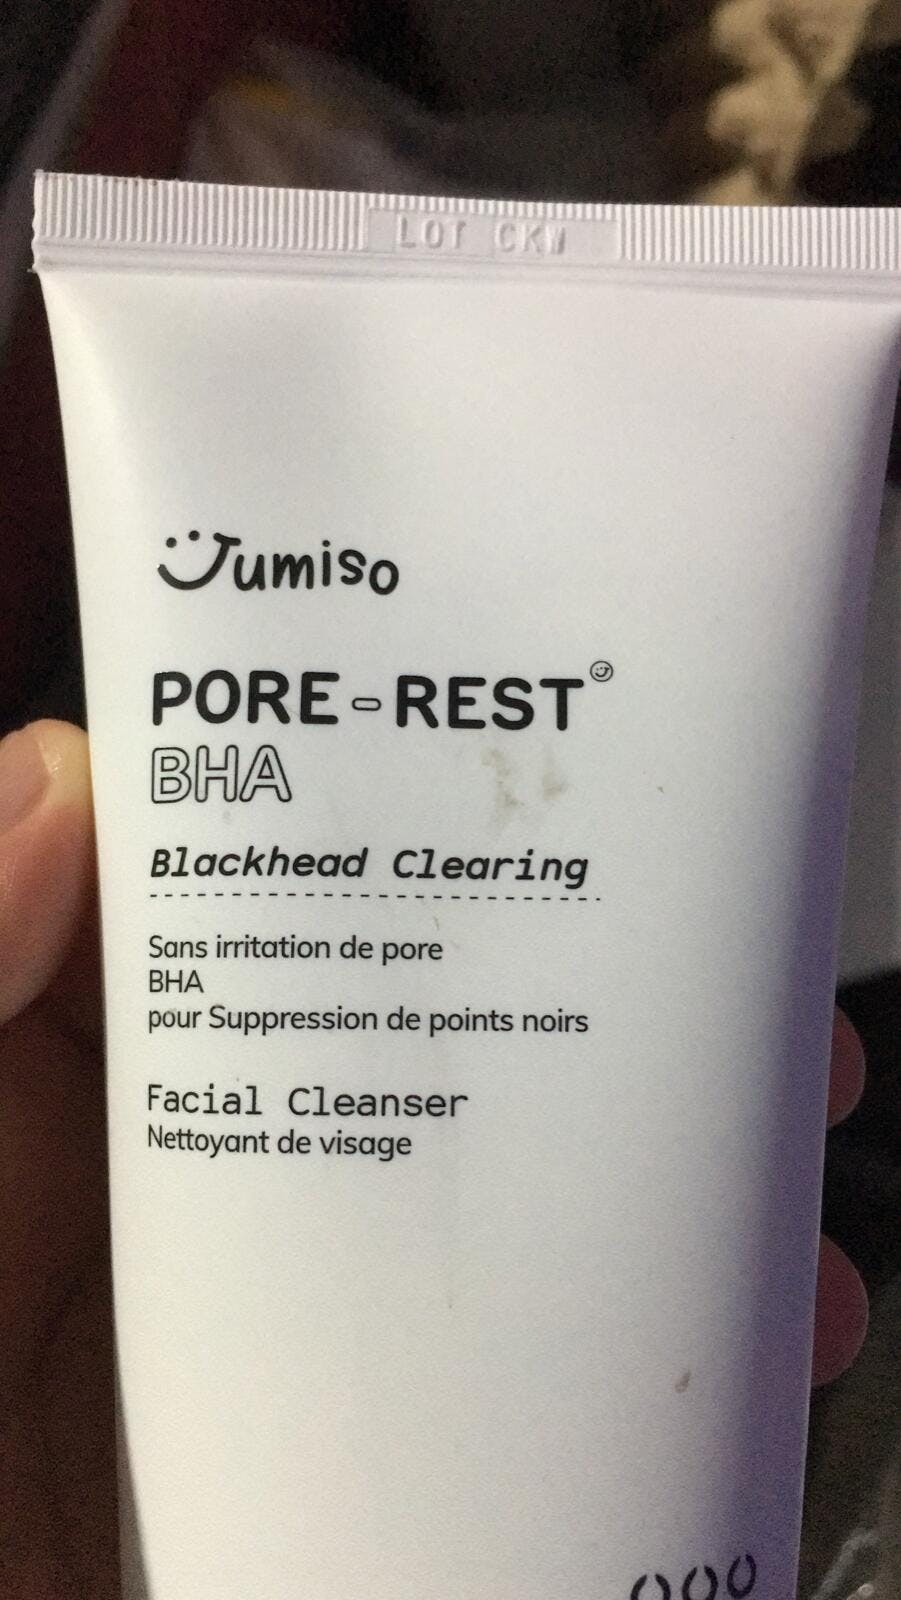 LOT CKW
Jumiso
PORE-REST
BHA
Blackhead Clearing
Sans irritation de pore
BHA
pour Suppression de points noirs
Facial Cleanser
Nettoyant de visage